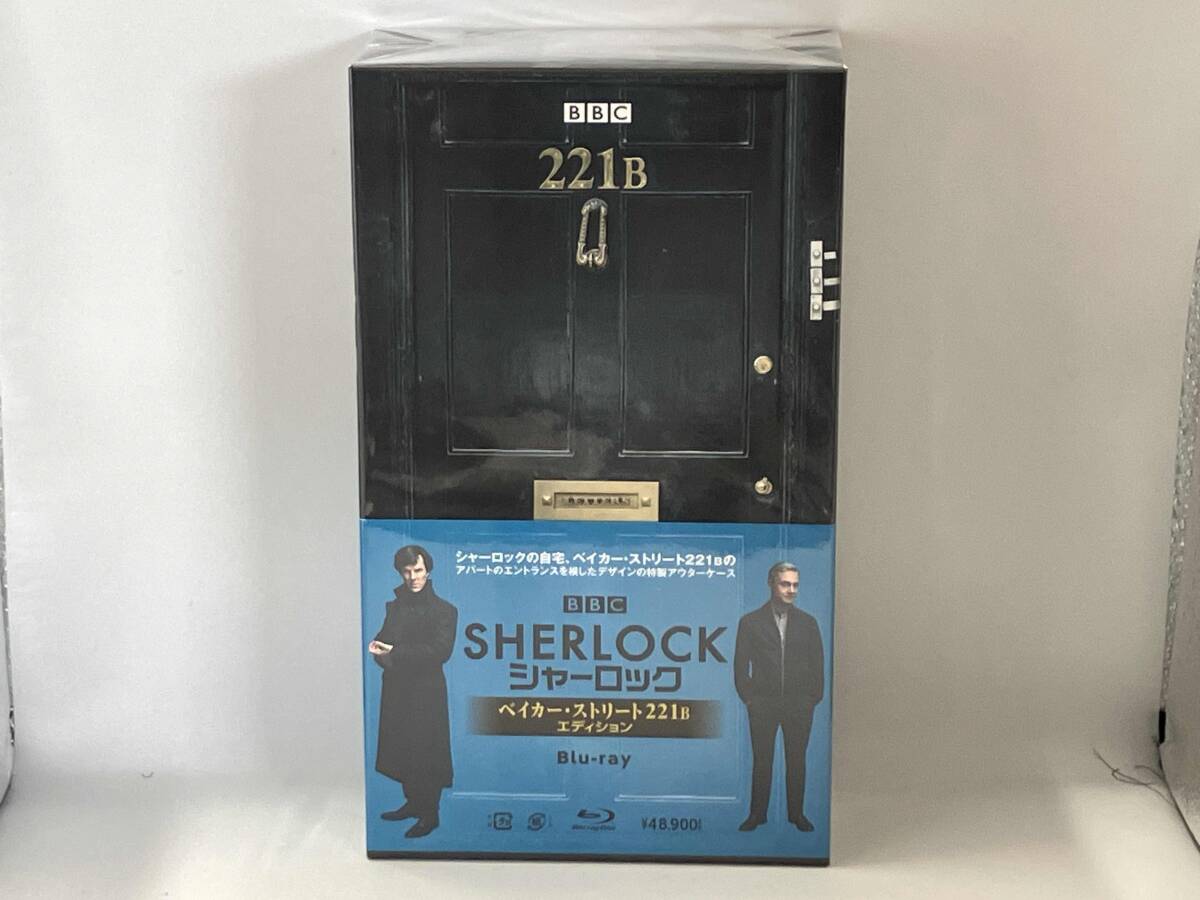 BBC
221B
シャーロックの自宅、ベイカー・ストリート221Bの
アパートのエントランスを模したデザインの特製アウターケース
BBC
SHERLOCK
シャーロック
ベイカー・ストリート221B
エディション
Blu-ray
¥48,900